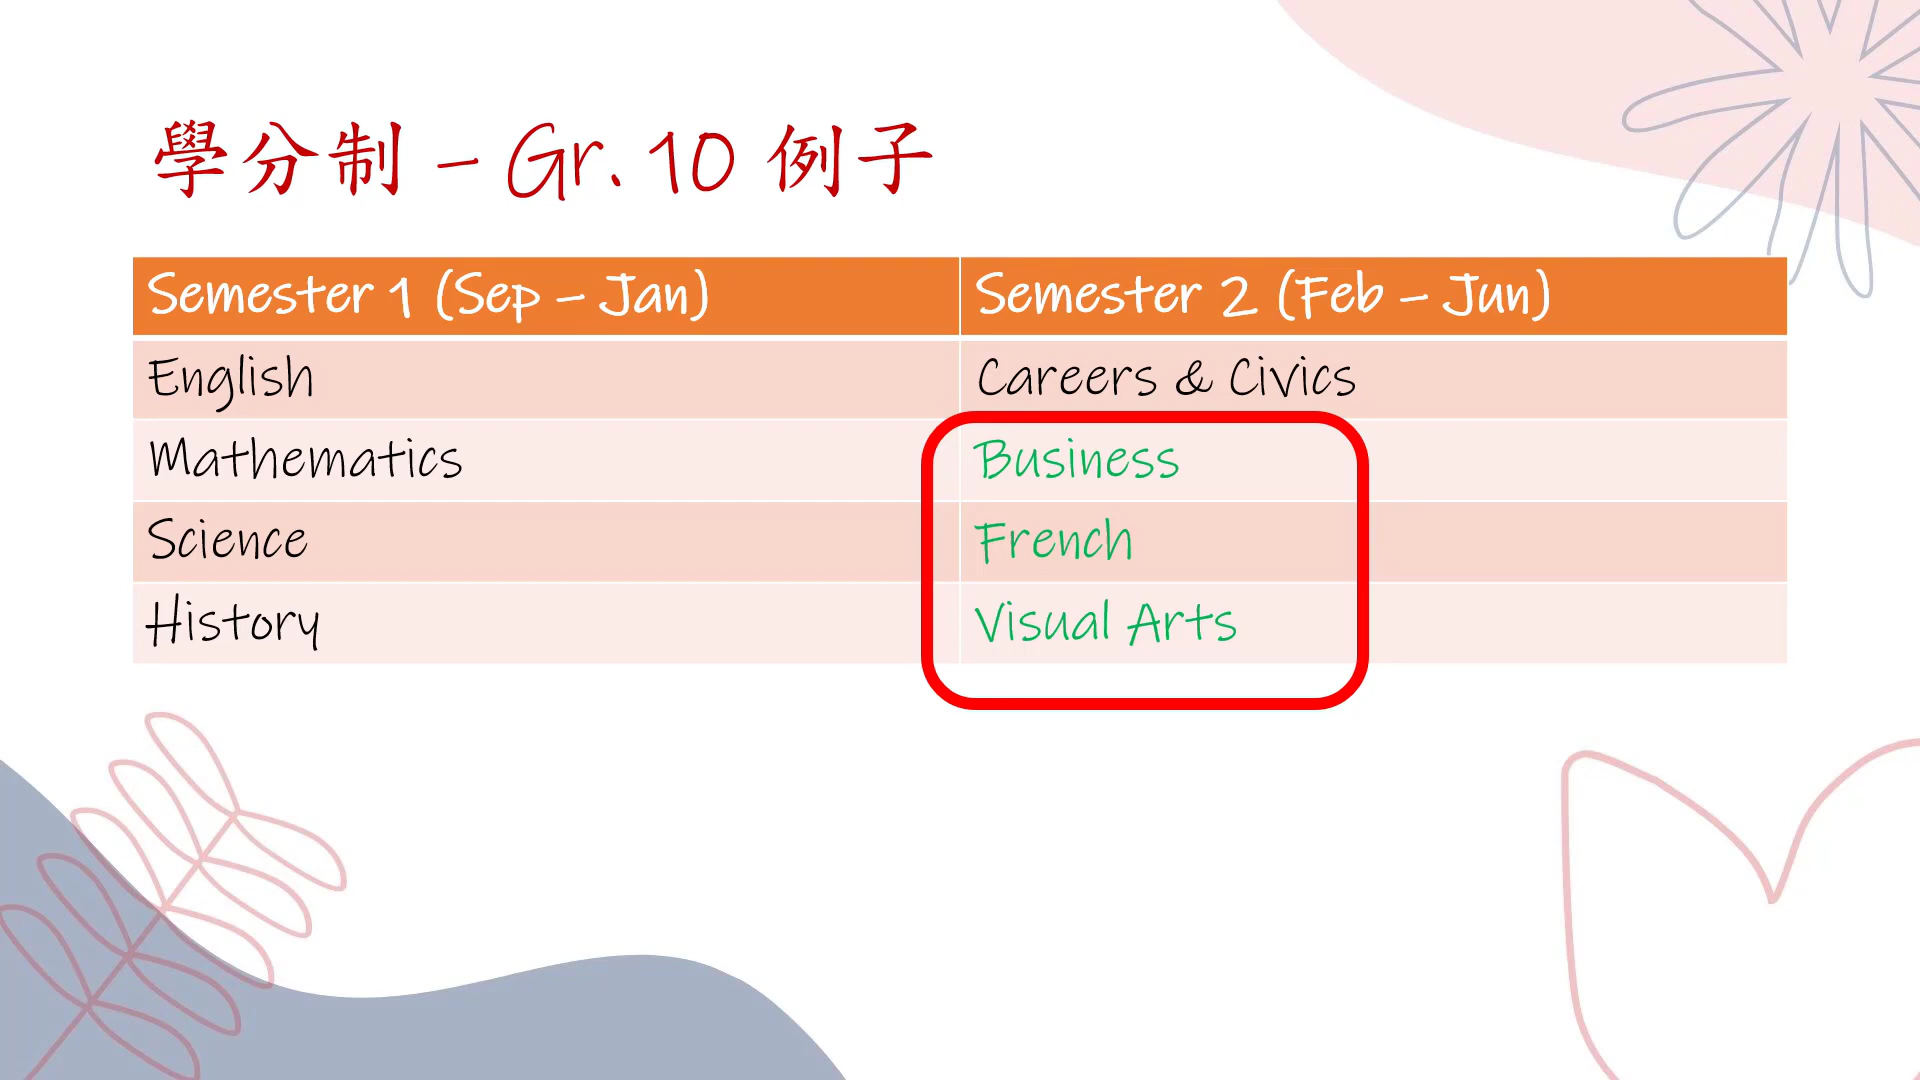 學分制 – Gr. 10 例子
Semester 1 (Sep – Jan)
Semester 2 (Feb – Jun)
English
Careers & Civics
Mathematics
Business
Science
French
History
Visual Arts